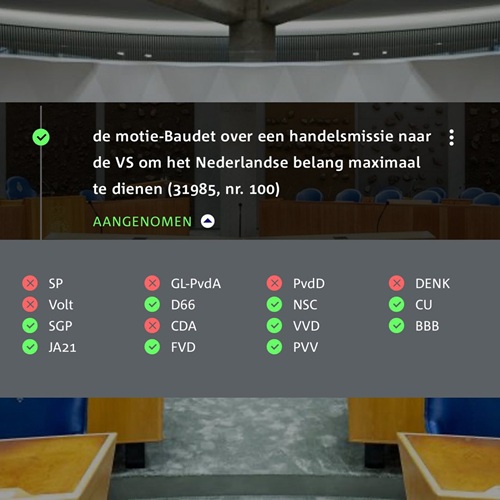 de motie-Baudet over een handelsmissie naar
de VS om het Nederlandse belang maximaal
te dienen (31985, nr. 100)
AANGENOMEN
SP GL-PvdA PvdD DENK
Volt D66 NSC CU
SGP CDA VVD BBB
JA21 FVD PVV